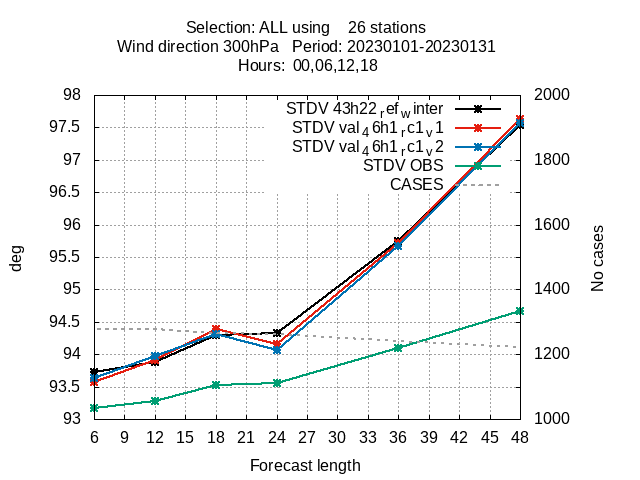 Selection: ALL using 26 stations
Wind direction 300hPa Period: 20230101-20230131
Hours: 00,06,12,18
STDV 43h22ref_winter
STDV val_46h1_rc1_v1
STDV val_46h1_rc1_v2
STDV OBS
CASES
98
97.5
97
96.5
96
95.5
95
94.5
94
93.5
93
deg
2000
1800
1600
1400
1200
1000
No cases
6 9 12 15 18 21 24 27 30 33 36 39 42 45 48
Forecast length